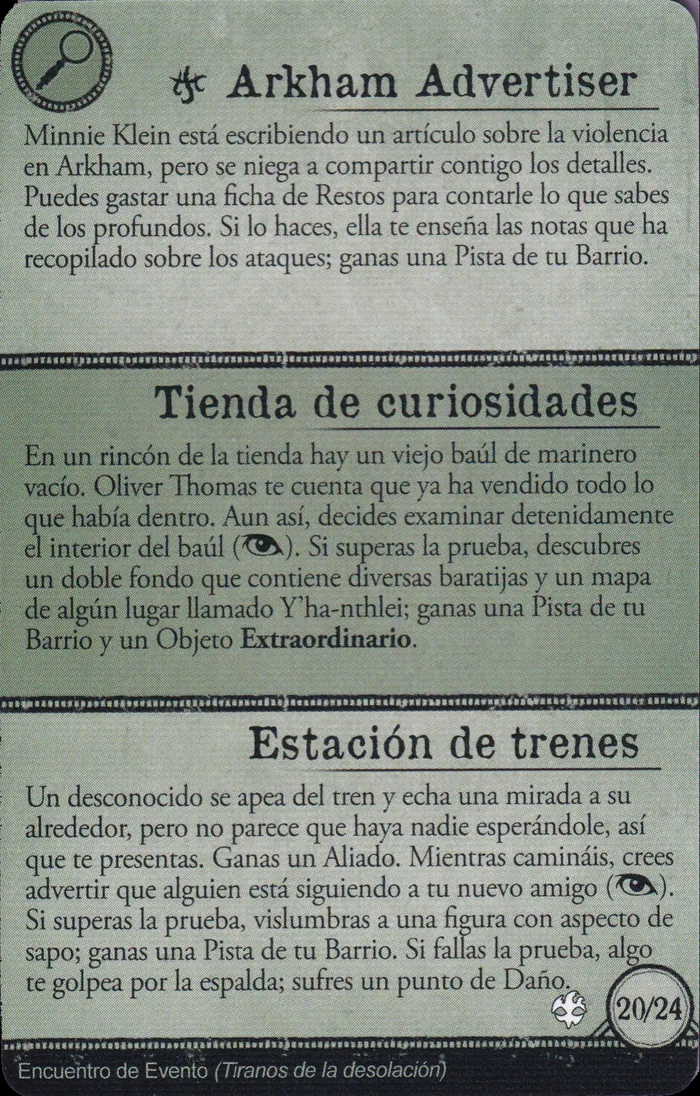 Arkham Advertiser
Minnie Klein está escribiendo un artículo sobre la violencia
en Arkham, pero se niega a compartir contigo los detalles.
Puedes gastar una ficha de Restos para contarle lo que sabes
de los profundos. Si lo haces, ella te enseña las notas que ha
recopilado sobre los ataques; ganas una Pista de tu Barrio.
Tienda de curiosidades
En un rincón de la tienda hay un viejo baúl de marinero
vacío. Oliver Thomas te cuenta que ya ha vendido todo lo
que había dentro. Aun así, decides examinar detenidamente
el interior del baúl (). Si superas la prueba, descubres
un doble fondo que contiene diversas baratijas y un mapa
de algún lugar llamado Y'ha-nthlei; ganas una Pista de tu
Barrio y un Objeto Extraordinario.
Estación de trenes
Un desconocido se apea del tren y echa una mirada a su
alrededor, pero no parece que haya nadie esperándole, así
que te presentas. Ganas un Aliado. Mientras camináis, crees
advertir que alguien está siguiendo a tu nuevo amigo ().
Si superas la prueba, vislumbras a una figura con aspecto de
sapo; ganas una Pista de tu Barrio. Si fallas la prueba, algo
te golpea por la espalda; sufres un punto de Daño.
20/24
Encuentro de Evento (Tiranos de la desolación)